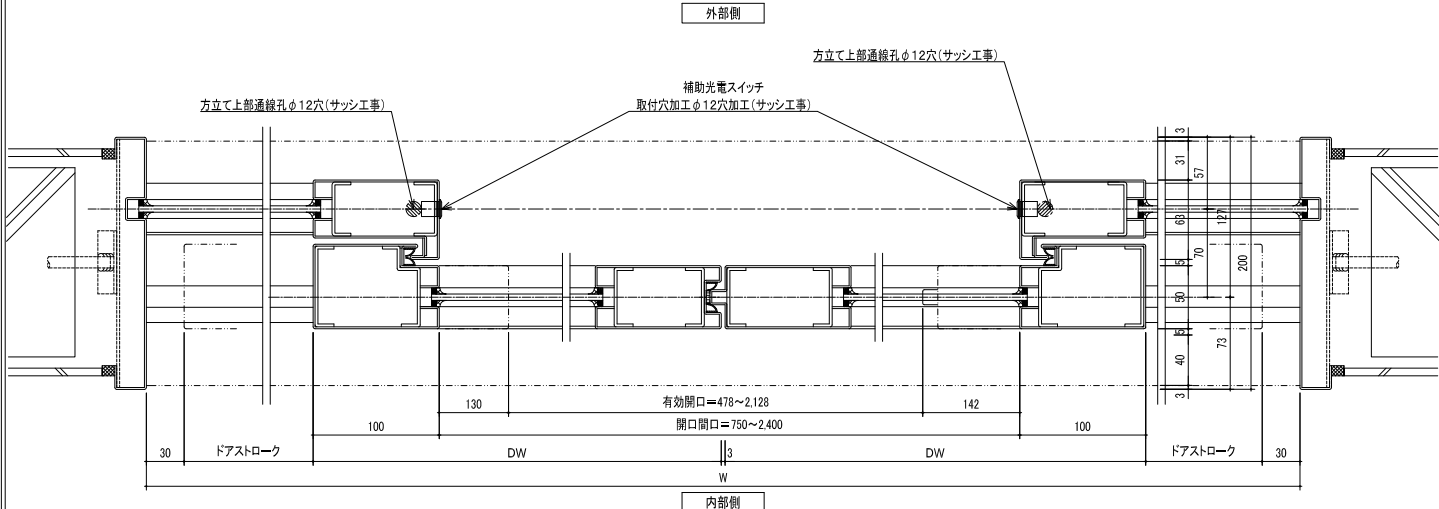 外部側
方立て上部通線孔φ12穴(サッシ工事)
補助光電スイッチ
取付穴加工φ12穴加工(サッシ工事)
方立て上部通線孔φ12穴(サッシ工事)
3
31
57
63
127
70
5
200
50
5
73
40
3
130
有効開口=478~2,128
142
100
開口間口=750~2,400
100
30
ドアストローク
DW
3
DW
ドアストローク
30
W
内部側